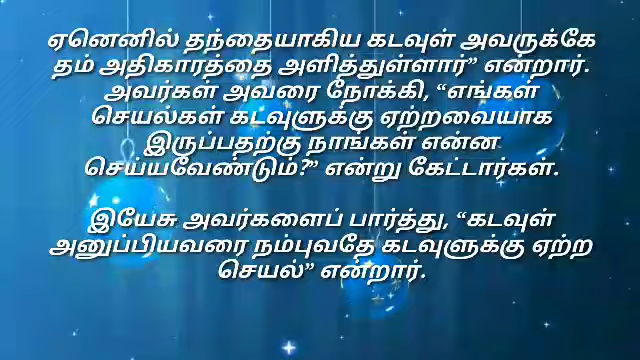 ஏனெனில் தந்தையாகிய கடவுள் அவருக்கே
தம் அதிகாரத்தை அளித்துள்ளார்” என்றார்.
அவர்கள் அவரை நோக்கி, “எங்கள்
செயல்கள் கடவுளுக்கு ஏற்றவையாக
இருப்பதற்கு நாங்கள் என்ன
செய்யவேண்டும்?” என்று கேட்டார்கள்.
இயேசு அவர்களைப் பார்த்து, “கடவுள்
அனுப்பியவரை நம்புவதே கடவுளுக்கு ஏற்ற
செயல்” என்றார்.